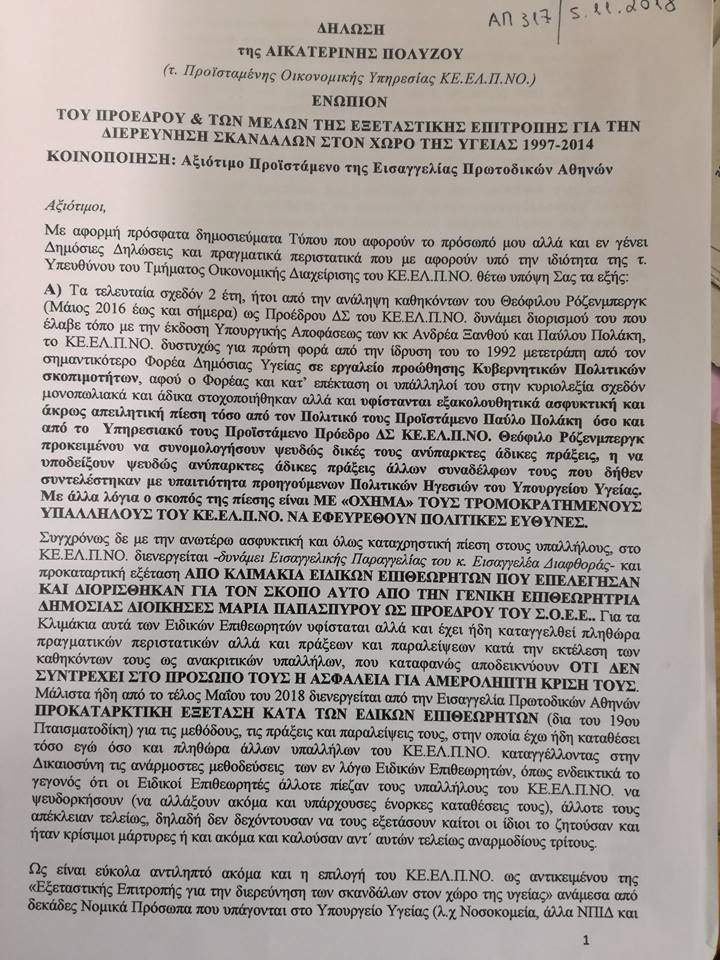 ΑΠ 317/5.11.2018
ΔΗΛΩΣΗ
της ΑΙΚΑΤΕΡΙΝΗΣ ΠΟΛΥΖΟΥ
(τ. Προϊσταμένης Οικονομικής Υπηρεσίας ΚΕ.ΕΛ.Π.ΝΟ.)
ΕΝΩΠΙΟΝ
ΤΟΥ ΠΡΟΕΔΡΟΥ & ΤΩΝ ΜΕΛΩΝ ΤΗΣ ΕΞΕΤΑΣΤΙΚΗΣ ΕΠΙΤΡΟΠΗΣ ΓΙΑ ΤΗΝ
ΔΙΕΡΕΥΝΗΣΗ ΣΚΑΝΔΑΛΩΝ ΣΤΟΝ ΧΩΡΟ ΤΗΣ ΥΓΕΙΑΣ 1997-2014
ΚΟΙΝΟΠΟΙΗΣΗ: Αξιότιμο Προϊστάμενο της Εισαγγελίας Πρωτοδικών Αθηνών
Αξιότιμοι,
Με αφορμή πρόσφατα δημοσιεύματα Τύπου που αφορούν το πρόσωπό μου αλλά και εν γένει
Δημόσιες Δηλώσεις και πραγματικά περιστατικά που με αφορούν υπό την ιδιότητα της τ.
Υπευθύνου του Τμήματος Οικονομικής Διαχείρισης του ΚΕ.ΕΛ.Π.ΝΟ. θέτω υπόψη Σας τα εξής:
Α) Τα τελευταία σχεδόν 2 έτη, ήτοι από την ανάληψη καθηκόντων του Θεόφιλου Ρόζενμπεργκ
(Μάιος 2016 έως και σήμερα) ως Προέδρου ΔΣ του ΚΕ.ΕΛ.Π.ΝΟ. δυνάμει διορισμού του που
έλαβε τόπο με την έκδοση Υπουργικής Αποφάσεως των κκ Ανδρέα Ξανθού και Παύλου Πολάκη,
το ΚΕ.ΕΛ.Π.ΝΟ. δυστυχώς για πρώτη φορά από την ίδρυση του το 1992 μετετράπη από τον
σημαντικότερο Φορέα Δημόσιας Υγείας σε εργαλείο προώθησης Κυβερνητικών Πολιτικών
σκοπιμοτήτων, αφού ο Φορέας και κατ' επέκταση οι υπάλληλοί του στην κυριολεξία σχεδόν
μονοπωλιακά και άδικα στοχοποιήθηκαν αλλά και υφίστανται εξακολουθητικά ασφυκτική και
άκρως απειλητική πίεση τόσο από τον Πολιτικό τους Προϊστάμενο Παύλο Πολάκη όσο και
από το Υπηρεσιακό τους Προϊστάμενο Πρόεδρο ΔΣ ΚΕ.ΕΛ.Π.ΝΟ. Θεόφιλο Ρόζενμπεργκ
προκειμένου να συνομολογήσουν ψευδώς δικές τους ανύπαρκτες άδικες πράξεις, η να
υποδείξουν ψευδώς ανύπαρκτες άδικες πράξεις άλλων συναδέλφων τους που δήθεν
συντελέστηκαν με υπαιτιότητα προηγούμενων Πολιτικών Ηγεσιών του Υπουργείου Υγείας.
Με άλλα λόγια ο σκοπός της πίεσης είναι ΜΕ «ΟΧΗΜΑ» ΤΟΥΣ ΤΡΟΜΟΚΡΑΤΗΜΕΝΟΥΣ
ΥΠΑΛΛΗΛΟΥΣ ΤΟΥ ΚΕ.ΕΛ.Π.ΝΟ. ΝΑ ΕΦΕΥΡΕΘΟΥΝ ΠΟΛΙΤΙΚΕΣ ΕΥΘΥΝΕΣ.
Συγχρόνως δε με την ανωτέρω ασφυκτική και όλως καταχρηστική πίεση στους υπαλλήλους, στο
ΚΕ.ΕΛ.Π.ΝΟ. διενεργείται -δυνάμει Εισαγγελικής Παραγγελίας του κ. Εισαγγελέα Διαφθοράς- και
προκαταρτική εξέταση ΑΠΟ ΚΛΙΜΑΚΙΑ ΕΙΔΙΚΩΝ ΕΠΙΘΕΩΡΗΤΩΝ ΠΟΥ ΕΠΕΛΕΓΗΣΑΝ
ΚΑΙ ΔΙΟΡΙΣΘΗΚΑΝ ΓΙΑ ΤΟΝ ΣΚΟΠΟ ΑΥΤΟ ΑΠΟ ΤΗΝ ΓΕΝΙΚΗ ΕΠΙΘΕΩΡΗΤΡΙΑ
ΔΗΜΟΣΙΑΣ ΔΙΟΙΚΗΣΕΣ ΜΑΡΙΑ ΠΑΠΑΣΠΥΡΟΥ ΩΣ ΠΡΟΕΔΡΟΥ ΤΟΥ Σ.Ο.Ε.Ε.. Για τα
Κλιμάκια αυτά των Ειδικών Επιθεωρητών υφίσταται αλλά και έχει ήδη καταγγελθεί πληθώρα
πραγματικών περιστατικών αλλά και πράξεων και παραλείψεων κατά την εκτέλεση των
καθηκόντων τους ως ανακριτικών υπαλλήλων, που καταφανώς αποδεικνύουν ΟΤΙ ΔΕΝ
ΣΥΝΤΡΕΧΕΙ ΣΤΟ ΠΡΟΣΩΠΟ ΤΟΥΣ Η ΑΣΦΑΛΕΙΑ ΓΙΑ ΑΜΕΡΟΛΗΠΤΗ ΚΡΙΣΗ ΤΟΥΣ.
Μάλιστα ήδη από το τέλος Μαΐου του 2018 διενεργείται από την Εισαγγελία Πρωτοδικών Αθηνών
ΠΡΟΚΑΤΑΡΚΤΙΚΗ ΕΞΕΤΑΣΗ ΚΑΤΑ ΤΩΝ ΕΙΔΙΚΩΝ ΕΠΙΘΕΩΡΗΤΩΝ (δια του 19ου
Πταισματοδίκη) για τις μεθόδους, τις πράξεις και παραλείψεις τους, στην οποία έχω ήδη καταθέσει
τόσο εγώ όσο και πληθώρα άλλων υπαλλήλων του ΚΕ.ΕΛ.Π.ΝΟ. καταγγέλλοντας στην
Δικαιοσύνη τις ανάρμοστες μεθοδεύσεις των εν λόγω Ειδικών Επιθεωρητών, όπως ενδεικτικά το
γεγονός ότι οι Ειδικοί Επιθεωρητές άλλοτε πίεζαν τους υπαλλήλους του ΚΕ.ΕΛ.Π.ΝΟ. να
ψευδορκήσουν (να αλλάξουν ακόμα και υπάρχουσες ένορκες καταθέσεις τους), άλλοτε τους
απέκλειαν τελείως, δηλαδή δεν δεχόντουσαν να τους εξετάσουν καίτοι οι ίδιοι το ζητούσαν και
ήταν κρίσιμοι μάρτυρες ή και ακόμα και καλούσαν αντ΄ αυτών τελείως αναρμοδίους τρίτους.
Ως είναι εύκολα αντιληπτό ακόμα και η επιλογή του ΚΕ.ΕΛ.Π.ΝΟ. ως αντικειμένου της
«Εξεταστικής Επιτροπής για την διερεύνηση των σκανδάλων στον χώρο της υγείας» ανάμεσα από
δεκάδες Νομικά Πρόσωπα που υπάγονται στο Υπουργείο Υγείας (λ.χ Νοσοκομεία, άλλα ΝΠΙΔ και
1